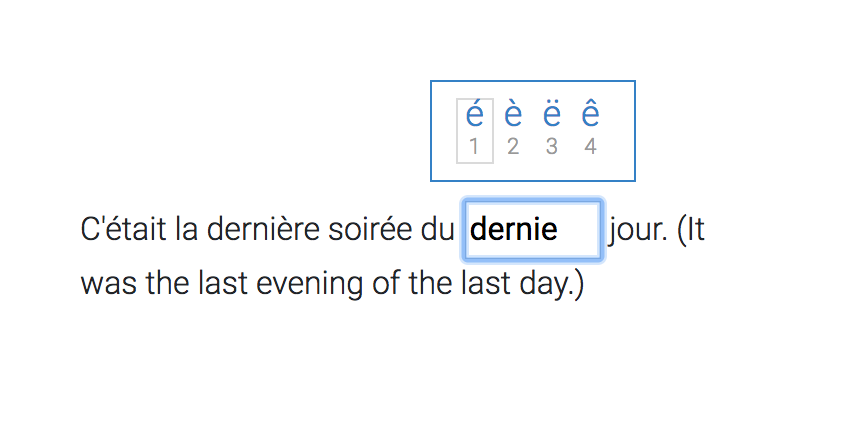 é è ë ê
1 2 3 4
C'était la dernière soirée du dernie jour. (It
was the last evening of the last day.)